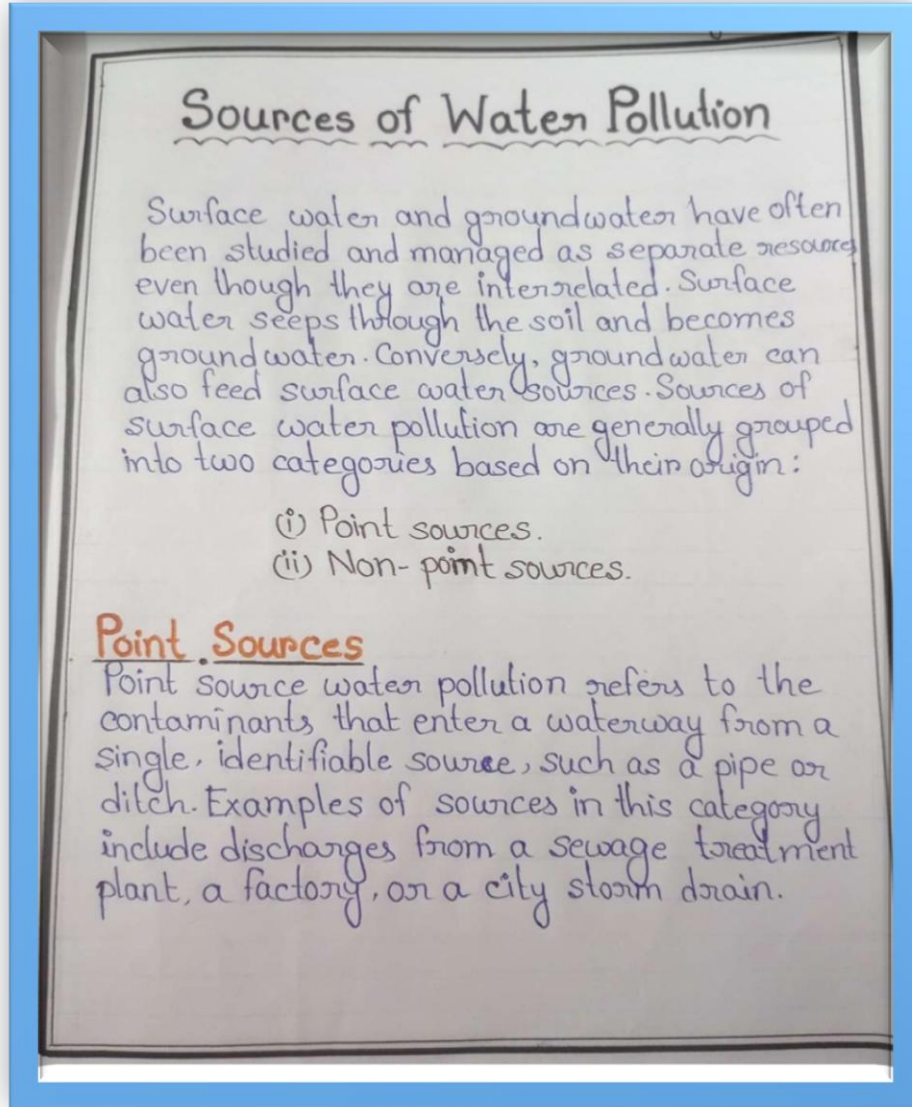 Sources of Water Pollution
Surface water and groundwater have often
been studied and managed as separate resources
even though they are interrelated. Surface
water seeps through the soil and becomes
groundwater. Conversely, groundwater can
also feed surface water sources. Sources of
surface water pollution are generally grouped
into two categories based on their origin:
(i) Point sources.
(ii) Non-point sources.
Point Sources
Point source water pollution refers to the
contaminants that enter a waterway from a
single, identifiable source, such as a pipe or
ditch. Examples of sources in this category
include discharges from a sewage treatment
plant, a factory, or a city storm drain.